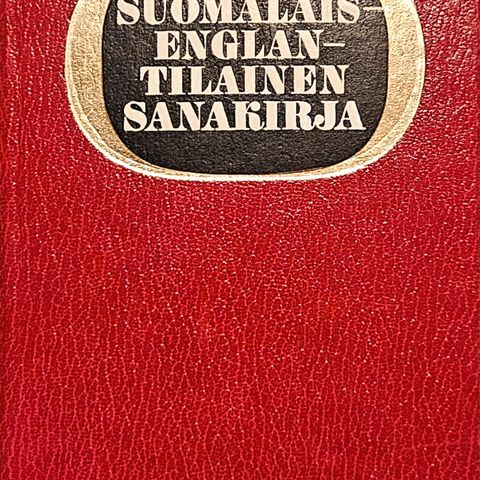 SUOMALAIS–
ENGLAN–
TILAINEN
SANAKIRJA